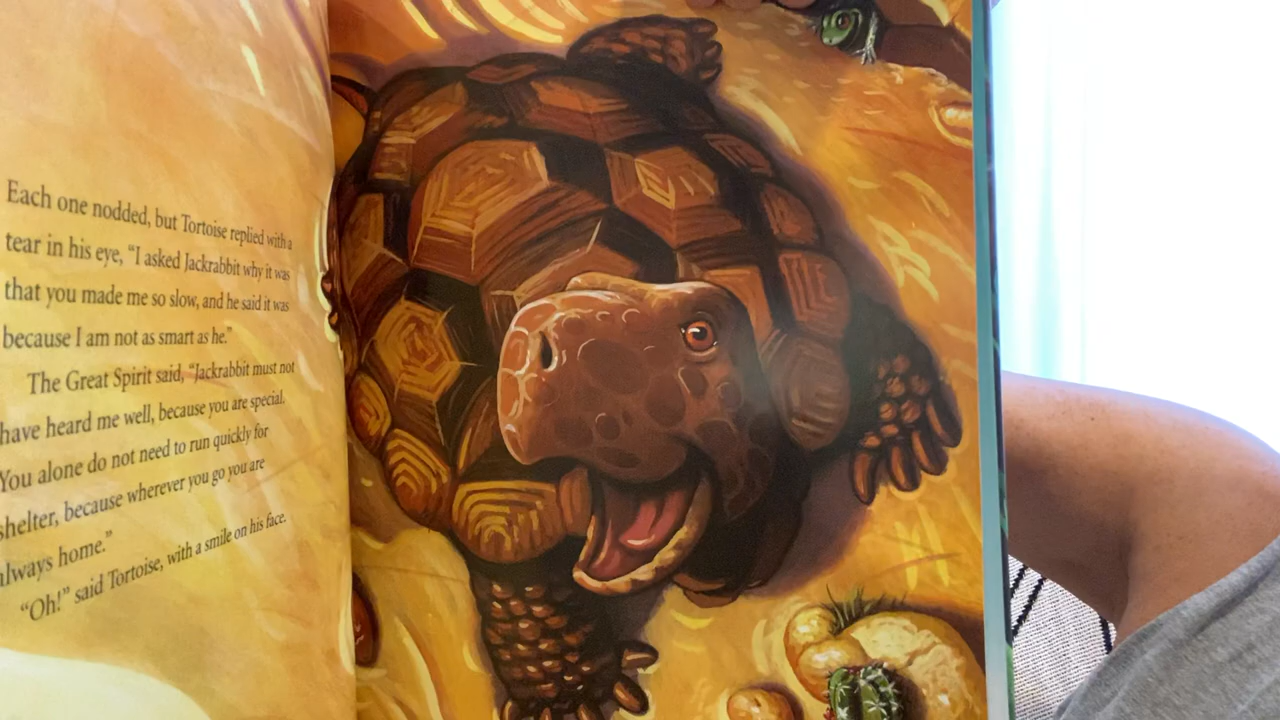 Each one nodded, but Tortoise replied with a
tear in his eye, “I asked Jackrabbit why it was
that you made me so slow, and he said it was
because I am not as smart as he.”
The Great Spirit said, “Jackrabbit must not
have heard me well, because you are special.
You alone do not need to run quickly for
shelter, because wherever you go you are
always home.”
“Oh!” said Tortoise, with a smile on his face.